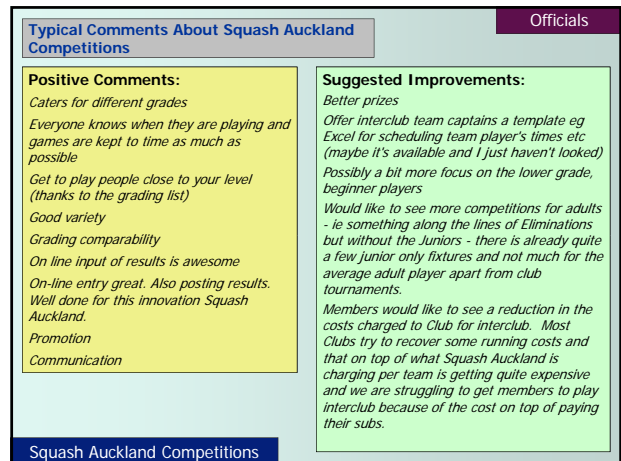 Officials
Typical Comments About Squash Auckland
Competitions
Positive Comments:
Caters for different grades
Everyone knows when they are playing and
games are kept to time as much as
possible
Get to play people close to your level
(thanks to the grading list)
Good variety
Grading comparability
On line input of results is awesome
On-line entry great. Also posting results.
Well done for this innovation Squash
Auckland.
Promotion
Communication
Suggested Improvements:
Better prizes
Offer interclub team captains a template eg
Excel for scheduling team player's times etc
(maybe it's available and I just haven't looked)
Possibly a bit more focus on the lower grade,
beginner players
Would like to see more competitions for adults
- ie something along the lines of Eliminations
but without the Juniors - there is already quite
a few junior only fixtures and not much for the
average adult player apart from club
tournaments.
Members would like to see a reduction in the
costs charged to Club for interclub.  Most
Clubs try to recover some running costs and
that on top of what Squash Auckland is
charging per team is getting quite expensive
and we are struggling to get members to play
interclub because of the cost on top of paying
their subs.
Squash Auckland Competitions